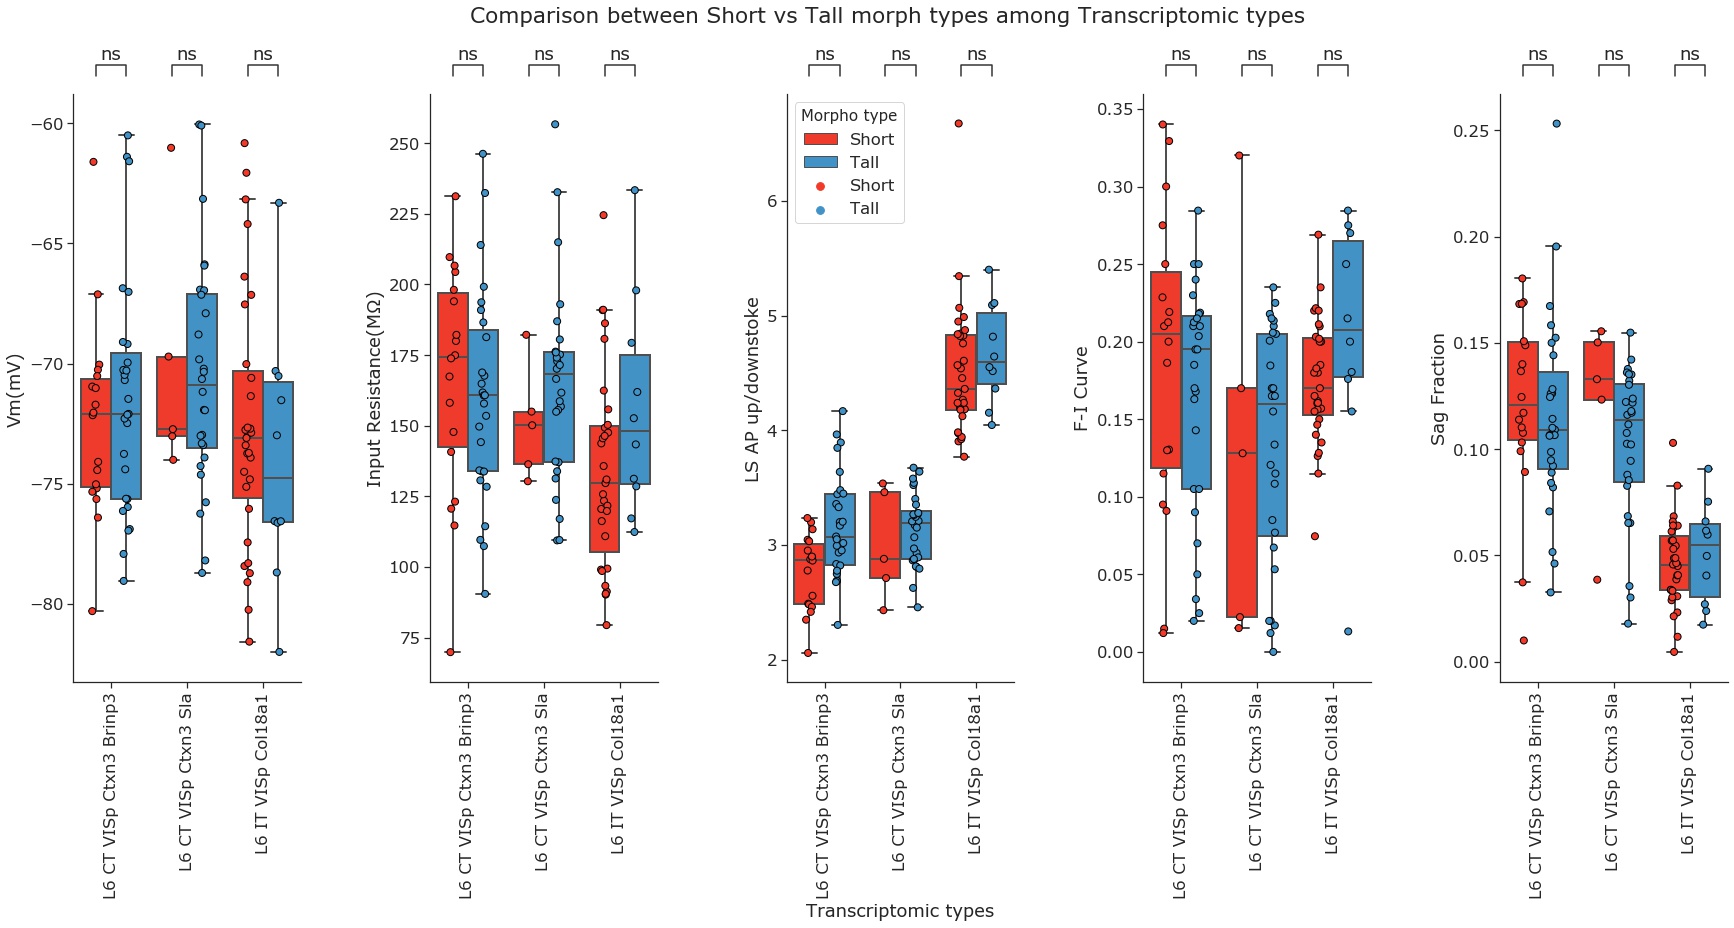 Comparison between Short vs Tall morph types among Transcriptomic types
ns ns ns
ns ns ns
ns ns ns
ns ns ns
ns ns ns
Vm(mV)
−60
−65
−70
−75
−80
L6 CT VISp Ctxn3 Brinp3
L6 CT VISp Ctxn3 Sla
L6 IT VISp Col18a1
Input Resistance(MΩ)
250
225
200
175
150
125
100
75
L6 CT VISp Ctxn3 Brinp3
L6 CT VISp Ctxn3 Sla
L6 IT VISp Col18a1
LS AP up/downstoke
6
5
4
3
2
Morpho type
Short
Tall
Short
Tall
L6 CT VISp Ctxn3 Brinp3
L6 CT VISp Ctxn3 Sla
L6 IT VISp Col18a1
F-I Curve
0.35
0.30
0.25
0.20
0.15
0.10
0.05
0.00
L6 CT VISp Ctxn3 Brinp3
L6 CT VISp Ctxn3 Sla
L6 IT VISp Col18a1
Sag Fraction
0.25
0.20
0.15
0.10
0.05
0.00
L6 CT VISp Ctxn3 Brinp3
L6 CT VISp Ctxn3 Sla
L6 IT VISp Col18a1
Transcriptomic types